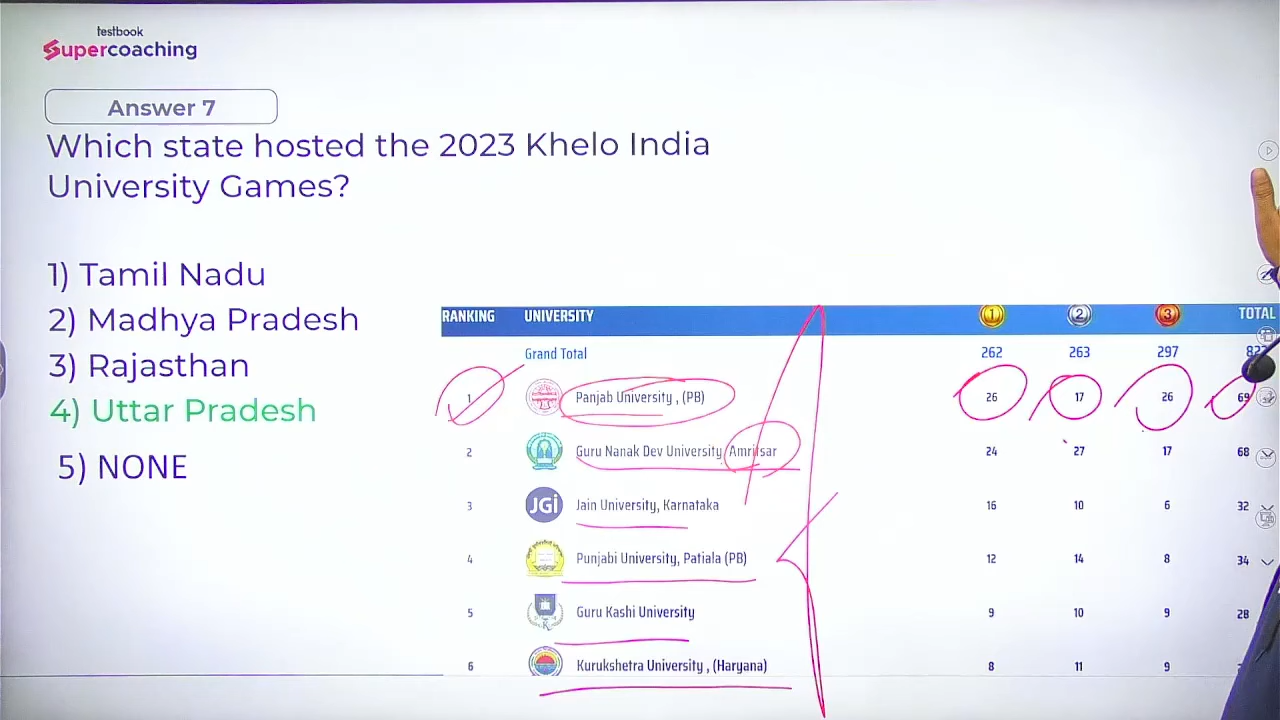 testbook
Supercoaching
Answer 7
Which state hosted the 2023 Khelo India
University Games?
1) Tamil Nadu
2) Madhya Pradesh
3) Rajasthan
4) Uttar Pradesh
5) NONE
RANKING UNIVERSITY 1 2 3 TOTAL
Grand Total 262 263 297
1 Panjab University , (PB) 26 17 26 69
2 Guru Nanak Dev University, Amritsar 24 27 17 68
3 JGi Jain University, Karnataka 16 10 6 32
4 Punjabi University, Patiala (PB) 12 14 8 34
5 Guru Kashi University 9 10 9 28
6 Kurukshetra University , (Haryana) 8 11 9